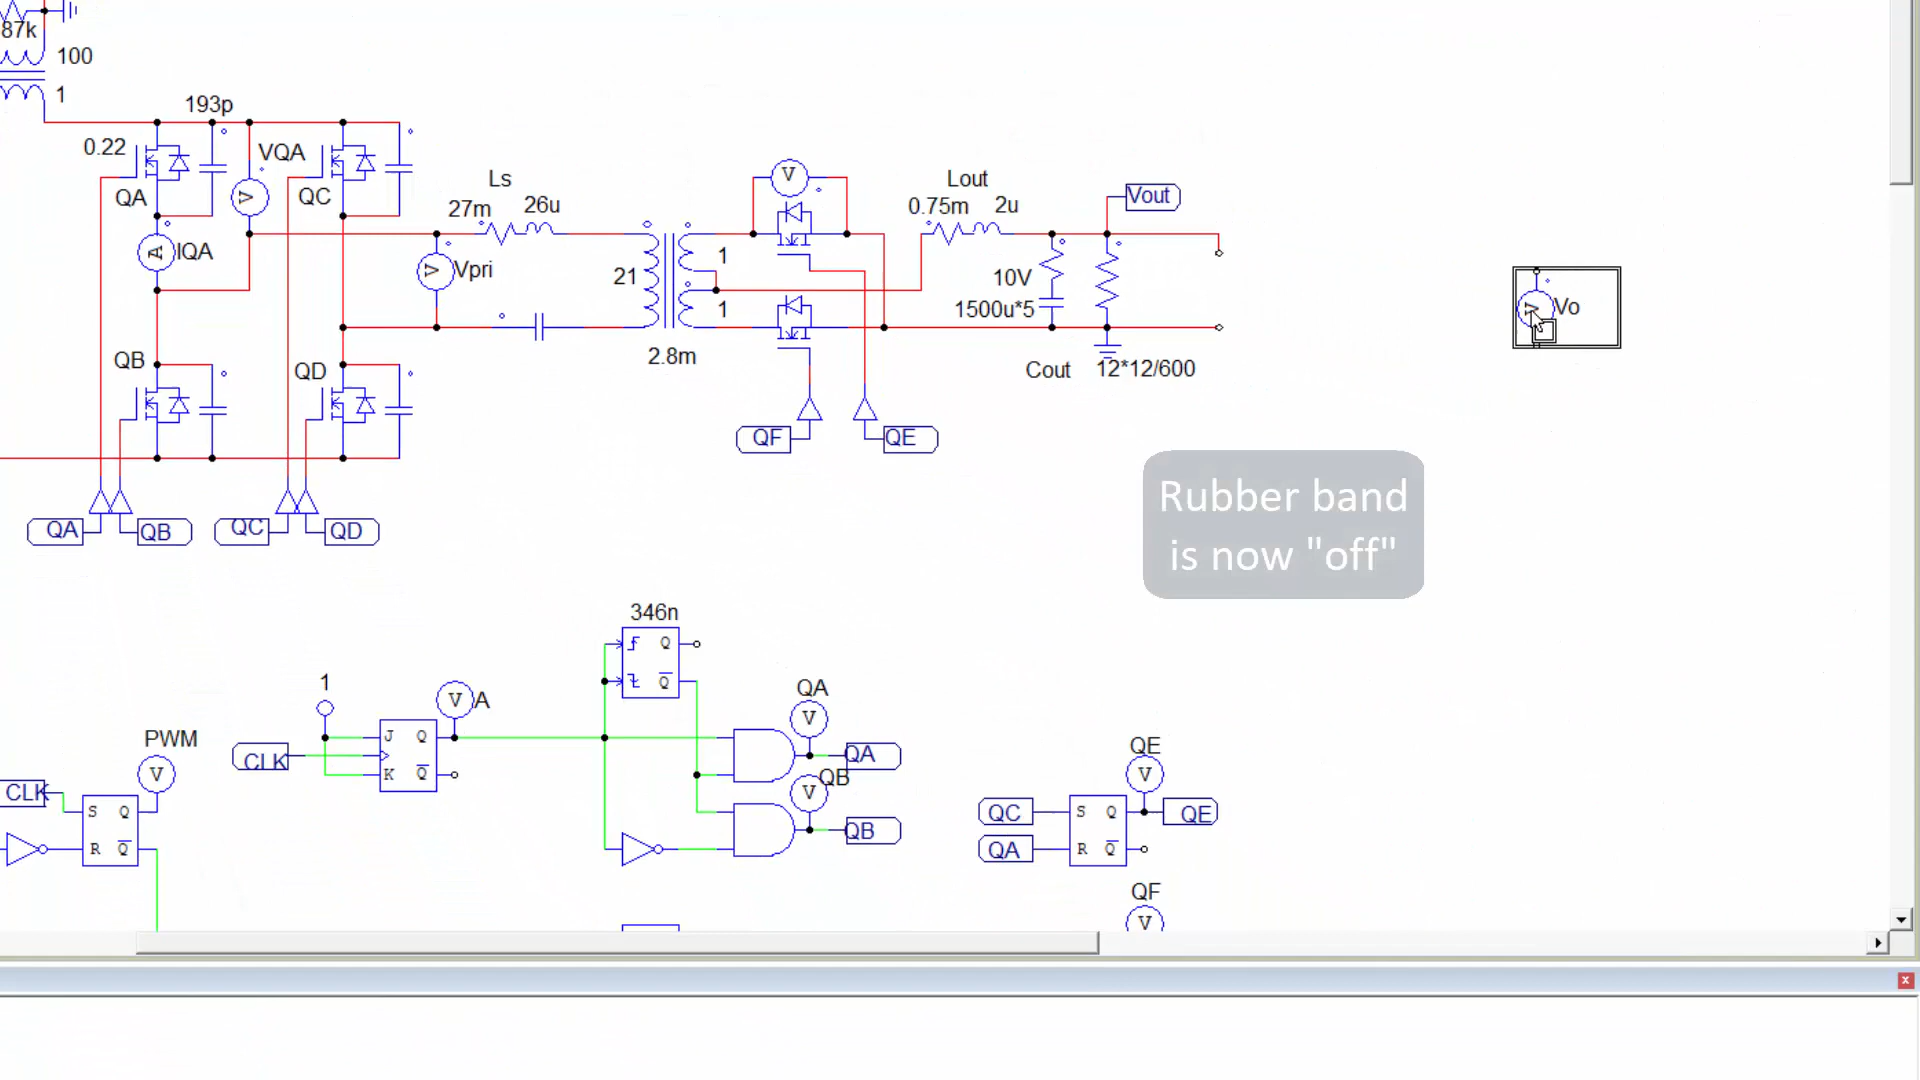 87k
100
1
193p
0.22
VQA
QA
QC
V
IQA
A
Ls
27m
26u
Vpri
V
21
1
1
2.8m
V
Lout
0.75m
2u
Vout
10V
1500u*5
Cout
12*12/600
Vo
V
QB
QD
QF
QE
QA
QB
QC
QD
Rubber band
is now "off"
346n
Q
Q
1
V
A
CLK
J
Q
K
Q
PWM
V
CLK
S
Q
R
Q
QA
V
QA
QB
V
QB
QE
V
QC
S
Q
QE
QA
R
Q
QF
V